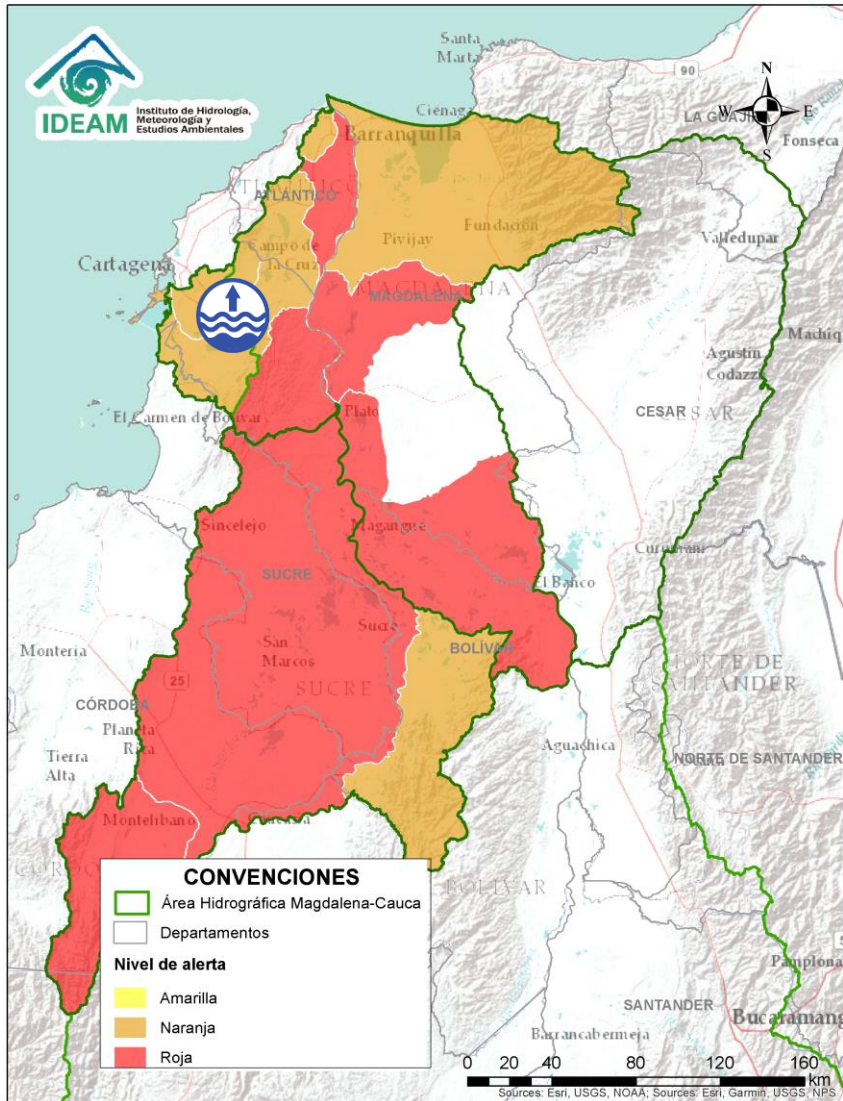 IDEAM
Instituto de Hidrología,
Meteorología y
Estudios Ambientales
Santa
Marta
90
N
W
E
S
LA GUAJI
Ciénaga
Fonseca
Barranquilla
ATLÁNTICO
Valledupar
Fundación
Pivijay
Campo de
la Cruz
Cartagena
MAGDALENA
Agustín
Codazzi
CESAR
El Carmen de Bolívar
Plato
Sincelejo
Magangué
SUCRE
El Banco
Sucre
San
Marcos
BOLÍVAR
NORTE DE
SANTANDER
Montería
25
SUCRE
CÓRDOBA
Planeta
Rica
Tierra
Alta
Aguachica
NORTE DE SANTANDER
Montelíbano
BOLÍVAR
CONVENCIONES
Área Hidrográfica Magdalena-Cauca
Departamentos
Nivel de alerta
Amarilla
Naranja
Roja
Pamplona
SANTANDER
Bucaramang
Barrancabermeja
0 20 40 80 120 160
km
Sources: Esri, USGS, NOAA; Sources: Esri, Garmin, USGS, NPS